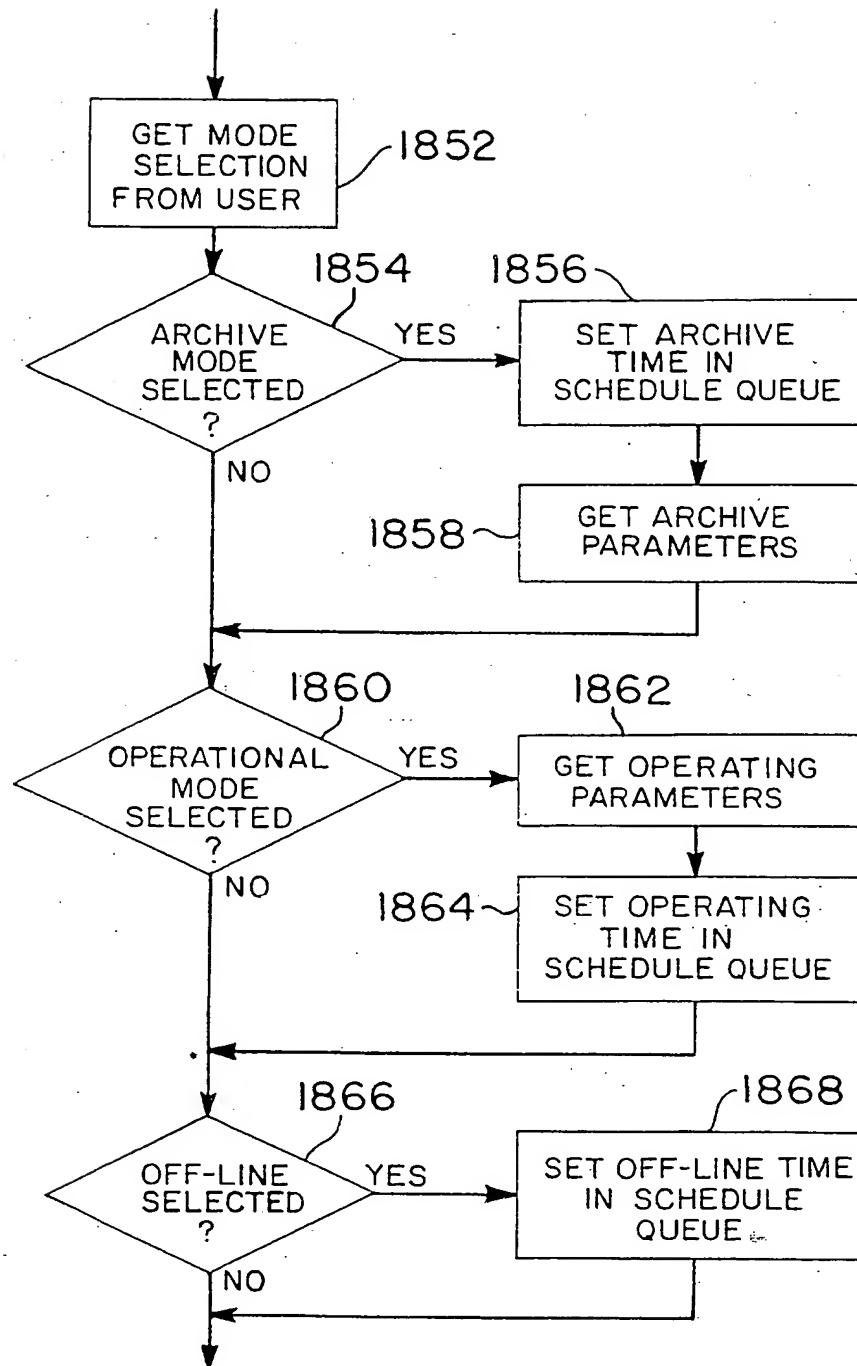 GET MODE
SELECTION
FROM USER
1852
1854
ARCHIVE
MODE
SELECTED
?
YES
NO
1856
SET ARCHIVE
TIME IN
SCHEDULE QUEUE
1858
GET ARCHIVE
PARAMETERS
1860
OPERATIONAL
MODE
SELECTED
?
YES
NO
1862
GET OPERATING
PARAMETERS
1864
SET OPERATING
TIME IN
SCHEDULE QUEUE
1866
OFF-LINE
SELECTED
?
YES
NO
1868
SET OFF-LINE TIME
IN SCHEDULE
QUEUE